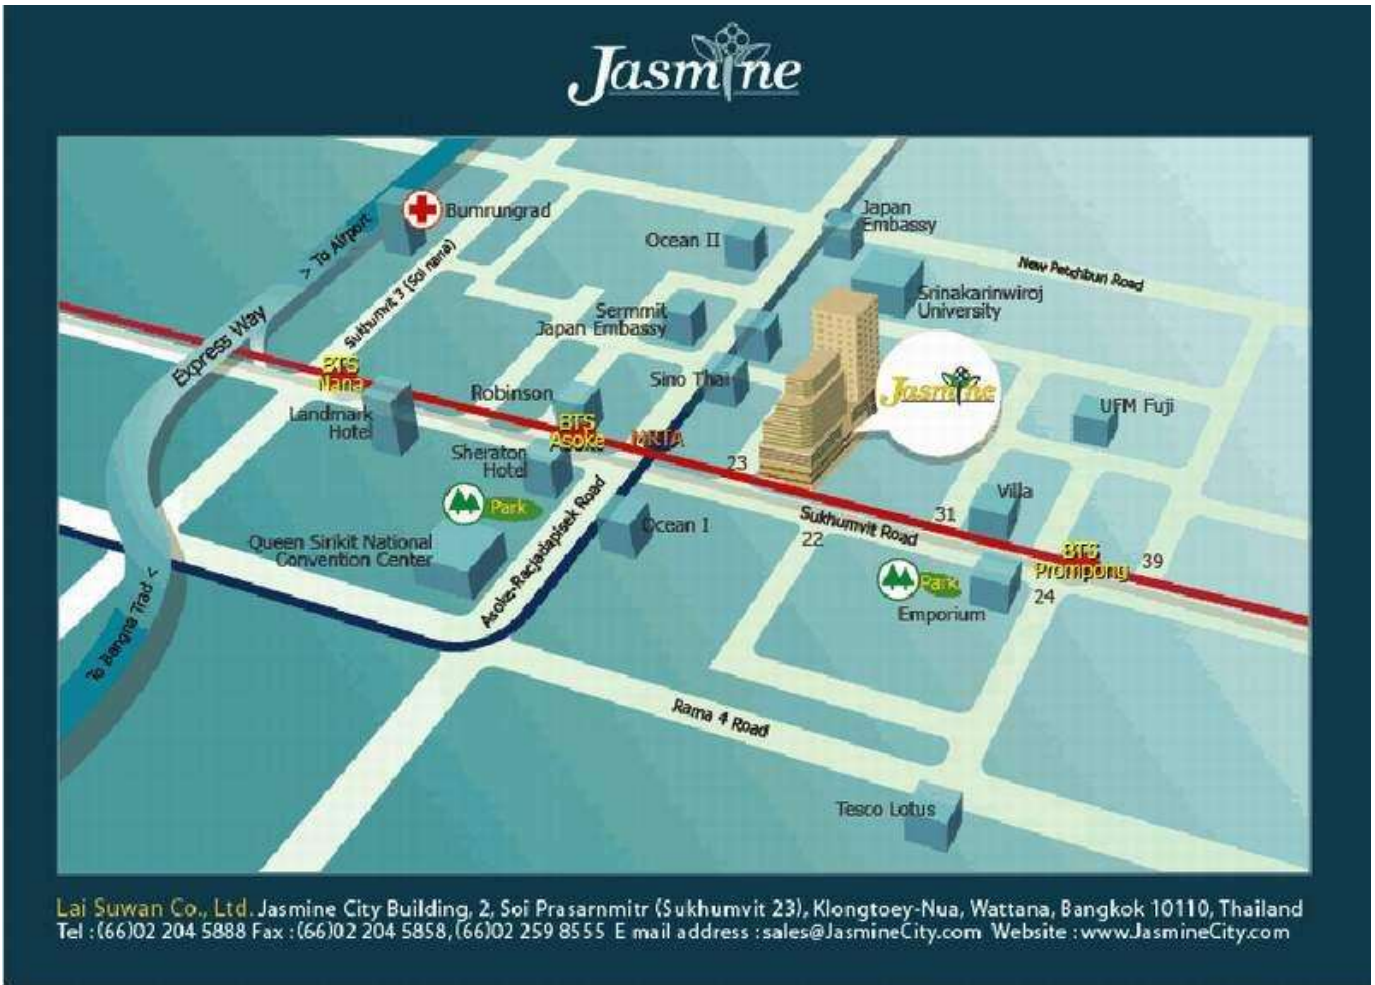 Jasmine
Bumrungrad
Japan
Embassy
Ocean II
> To Airport
Sukhumvit 3 (Soi nana)
New Petchburi Road
Srinakarinwiroj
University
Sermmit
Japan Embassy
Express Way
BTS
Nana
Robinson
Sino Thai
Jasmine
UFM Fuji
Landmark
Hotel
BTS
Asoke
MRTA
Sheraton
Hotel
23
Park
Asoke-Racjadapisek Road
Villa
31
Sukhumvit Road
Ocean I
22
Queen Sirikit National
Convention Center
BTS
Prompong
39
Park
24
Emporium
To Bangna Trad <
Rama 4 Road
Tesco Lotus
Lai Suwan Co., Ltd. Jasmine City Building, 2, Soi Prasarnmitr (Sukhumvit 23), Klongtoey-Nua, Wattana, Bangkok 10110, Thailand
Tel :(66)02 204 5888 Fax :(66)02 204 5858, (66)02 259 8555 E mail address :sales@JasmineCity.com Website :www.JasmineCity.com